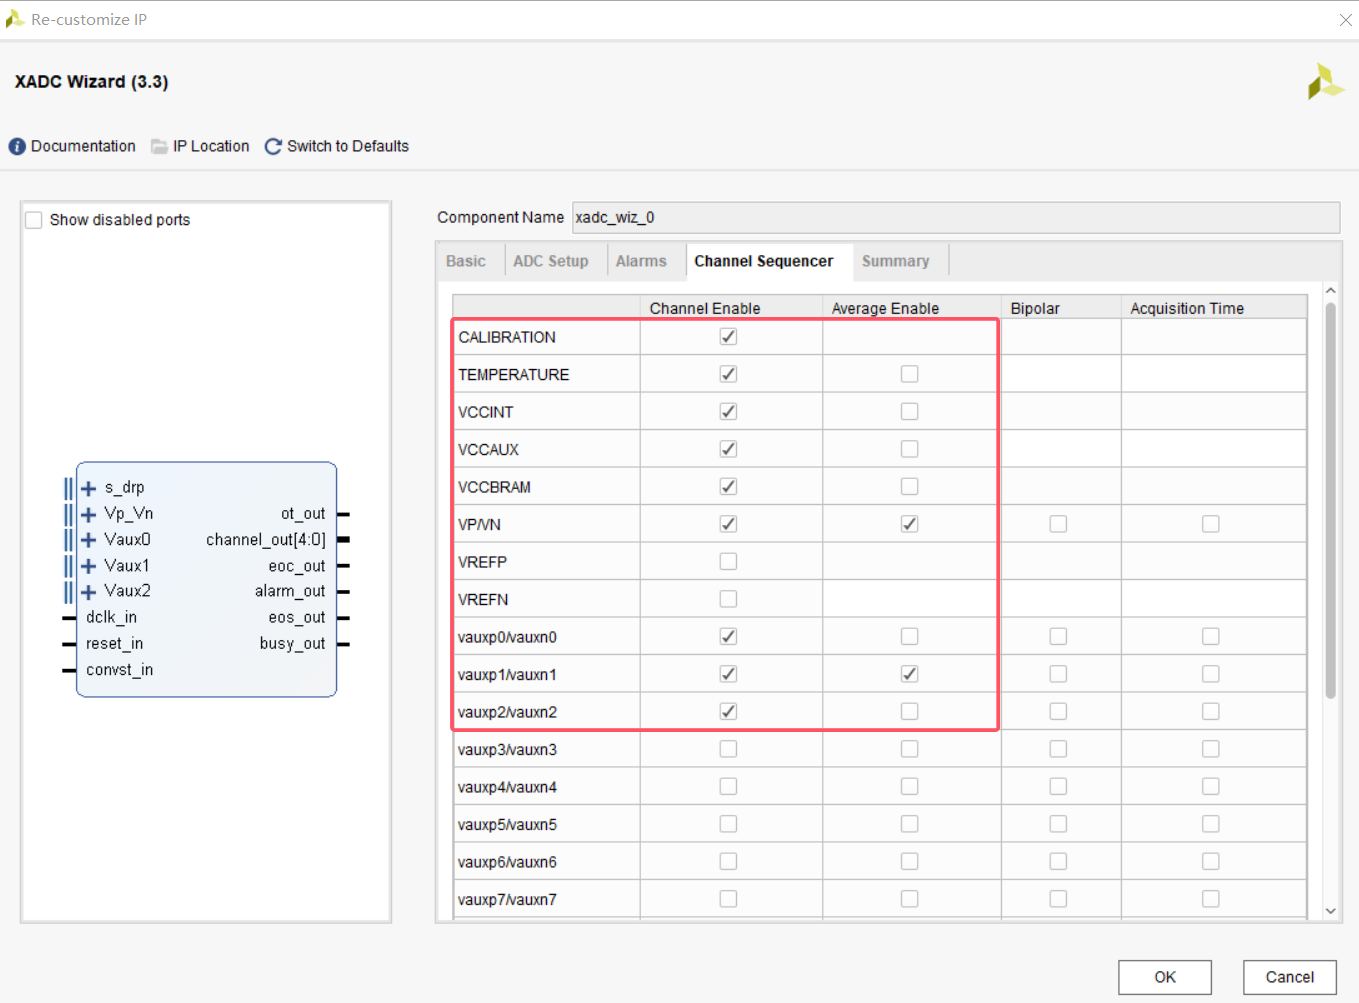 Re-customize IP
XADC Wizard (3.3)
Documentation IP Location Switch to Defaults
Show disabled ports
s_drp
Vp_Vn ot_out
Vaux0 channel_out[4:0]
Vaux1 eoc_out
Vaux2 alarm_out
dclk_in eos_out
reset_in busy_out
convst_in
Component Name xadc_wiz_0
Basic ADC Setup Alarms Channel Sequencer Summary
Channel Enable Average Enable Bipolar Acquisition Time
CALIBRATION
TEMPERATURE
VCCINT
VCCAUX
VCCBRAM
VP/VN
VREFP
VREFN
vauxp0/vauxn0
vauxp1/vauxn1
vauxp2/vauxn2
vauxp3/vauxn3
vauxp4/vauxn4
vauxp5/vauxn5
vauxp6/vauxn6
vauxp7/vauxn7
OK Cancel